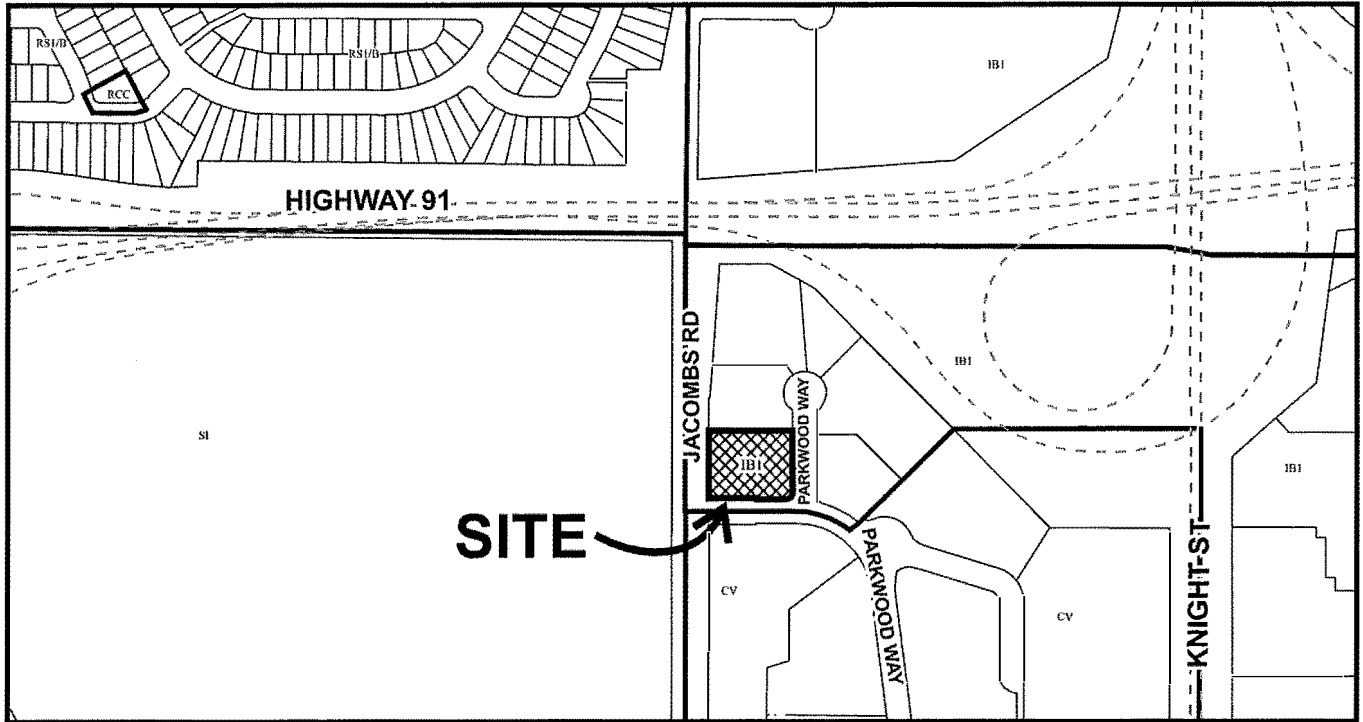 RS1/B
RS1/B
IB1
RCC
HIGHWAY 91
JACOMBS RD
IB1
PARKWOOD WAY
S1
IB1
IB1
SITE
PARKWOOD WAY
KNIGHT ST
CV
CV